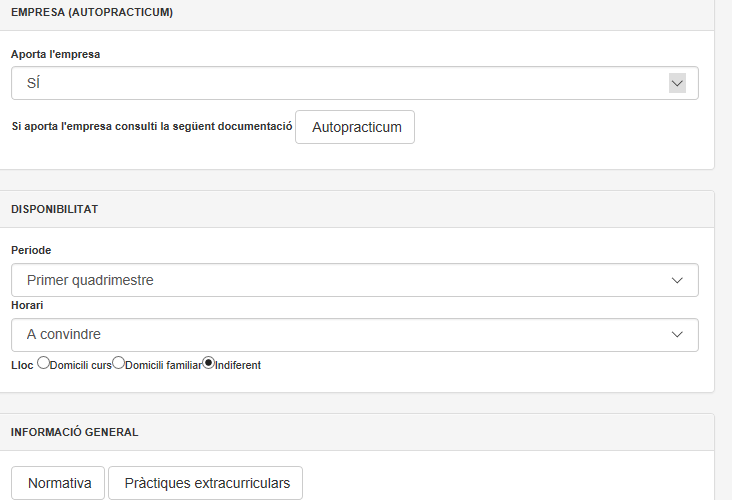 EMPRESA (AUTOPRACTICUM)
Aporta l'empresa
SÍ
Si aporta l'empresa consulti la següent documentació Autopracticum
DISPONIBILITAT
Periode
Primer quadrimestre
Horari
A convindre
Lloc Domicili curs Domicili familiar Indiferent
INFORMACIÓ GENERAL
Normativa Pràctiques extracurriculars